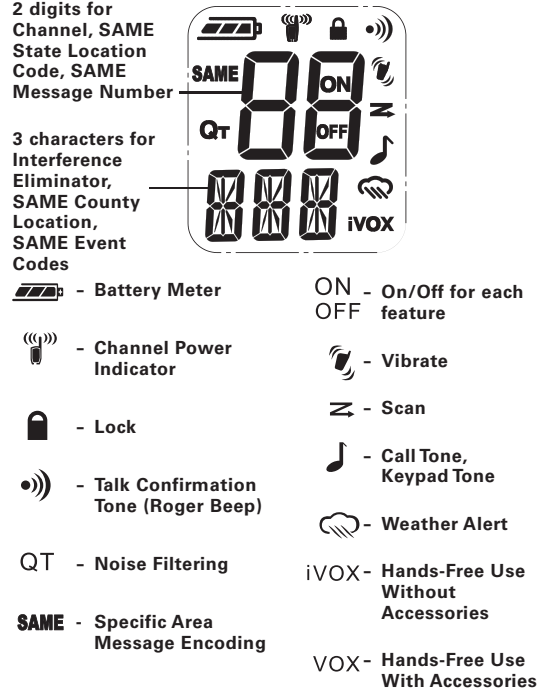 2 digits for
Channel, SAME
State Location
Code, SAME
Message Number
SAME
ON
QT
OFF
3 characters for
Interference
Eliminator,
SAME County
Location,
SAME Event
Codes
iVOX
– Battery Meter
– Channel Power
Indicator
– Lock
– Talk Confirmation
Tone (Roger Beep)
QT – Noise Filtering
SAME - Specific Area
Message Encoding
ON – On/Off for each
OFF feature
– Vibrate
– Scan
– Call Tone,
Keypad Tone
– Weather Alert
iVOX – Hands-Free Use
Without
Accessories
VOX – Hands-Free Use
With Accessories